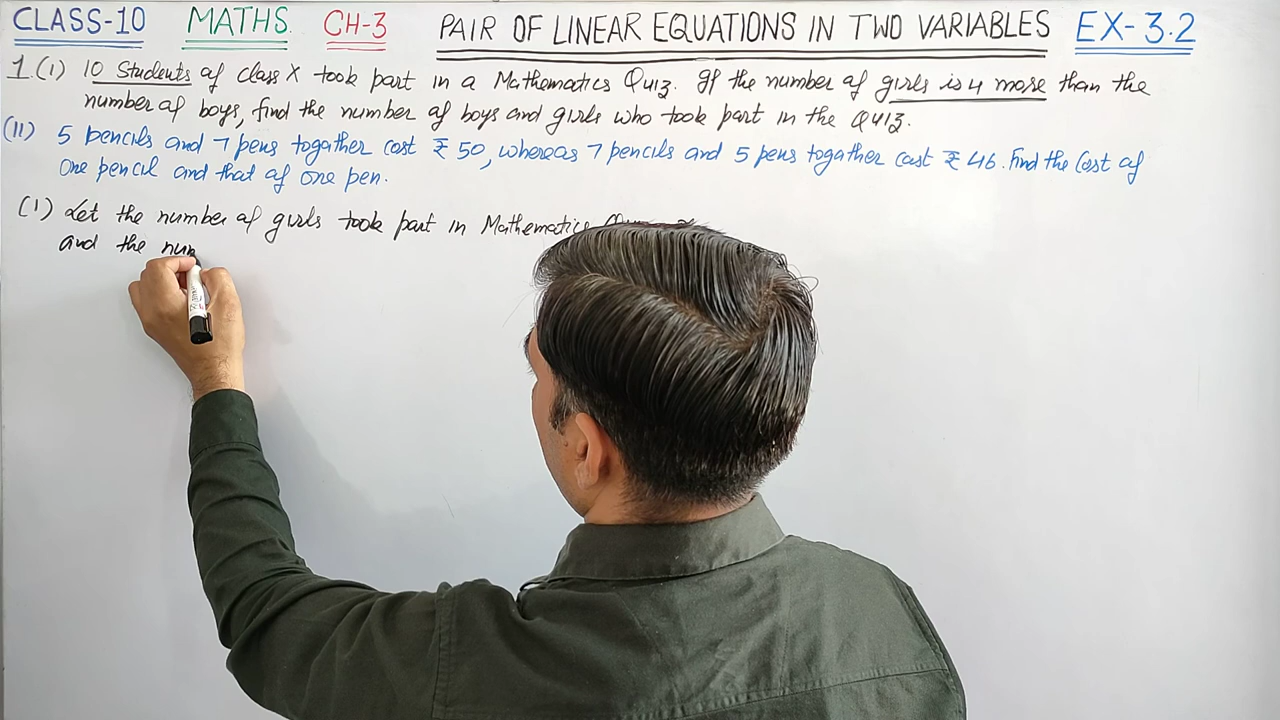 CLASS-10 MATHS CH-3 PAIR OF LINEAR EQUATIONS IN TWO VARIABLES EX-3.2
1.(i) 10 Students of class X took part in a Mathematics Quiz. If the number of girls is 4 more than the
number of boys, find the number of boys and girls who took part in the Quiz.
(II) 5 pencils and 7 pens togather cost ₹ 50, whereas 7 pencils and 5 pens togather cost ₹ 46. Find the Cost of
One pencil and that of one pen.
(i) Let the number of girls took part in Mathematics
and the num